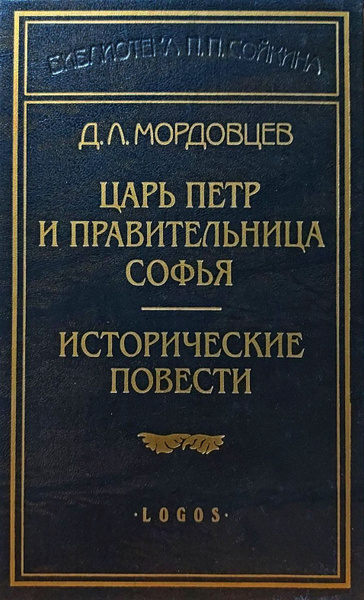 БИБЛИОТЕКА П.П.СОЙКИНА
Д.Л.МОРДОВЦЕВ
ЦАРЬ ПЕТР
И ПРАВИТЕЛЬНИЦА
СОФЬЯ
ИСТОРИЧЕСКИЕ
ПОВЕСТИ
·LOGOS·